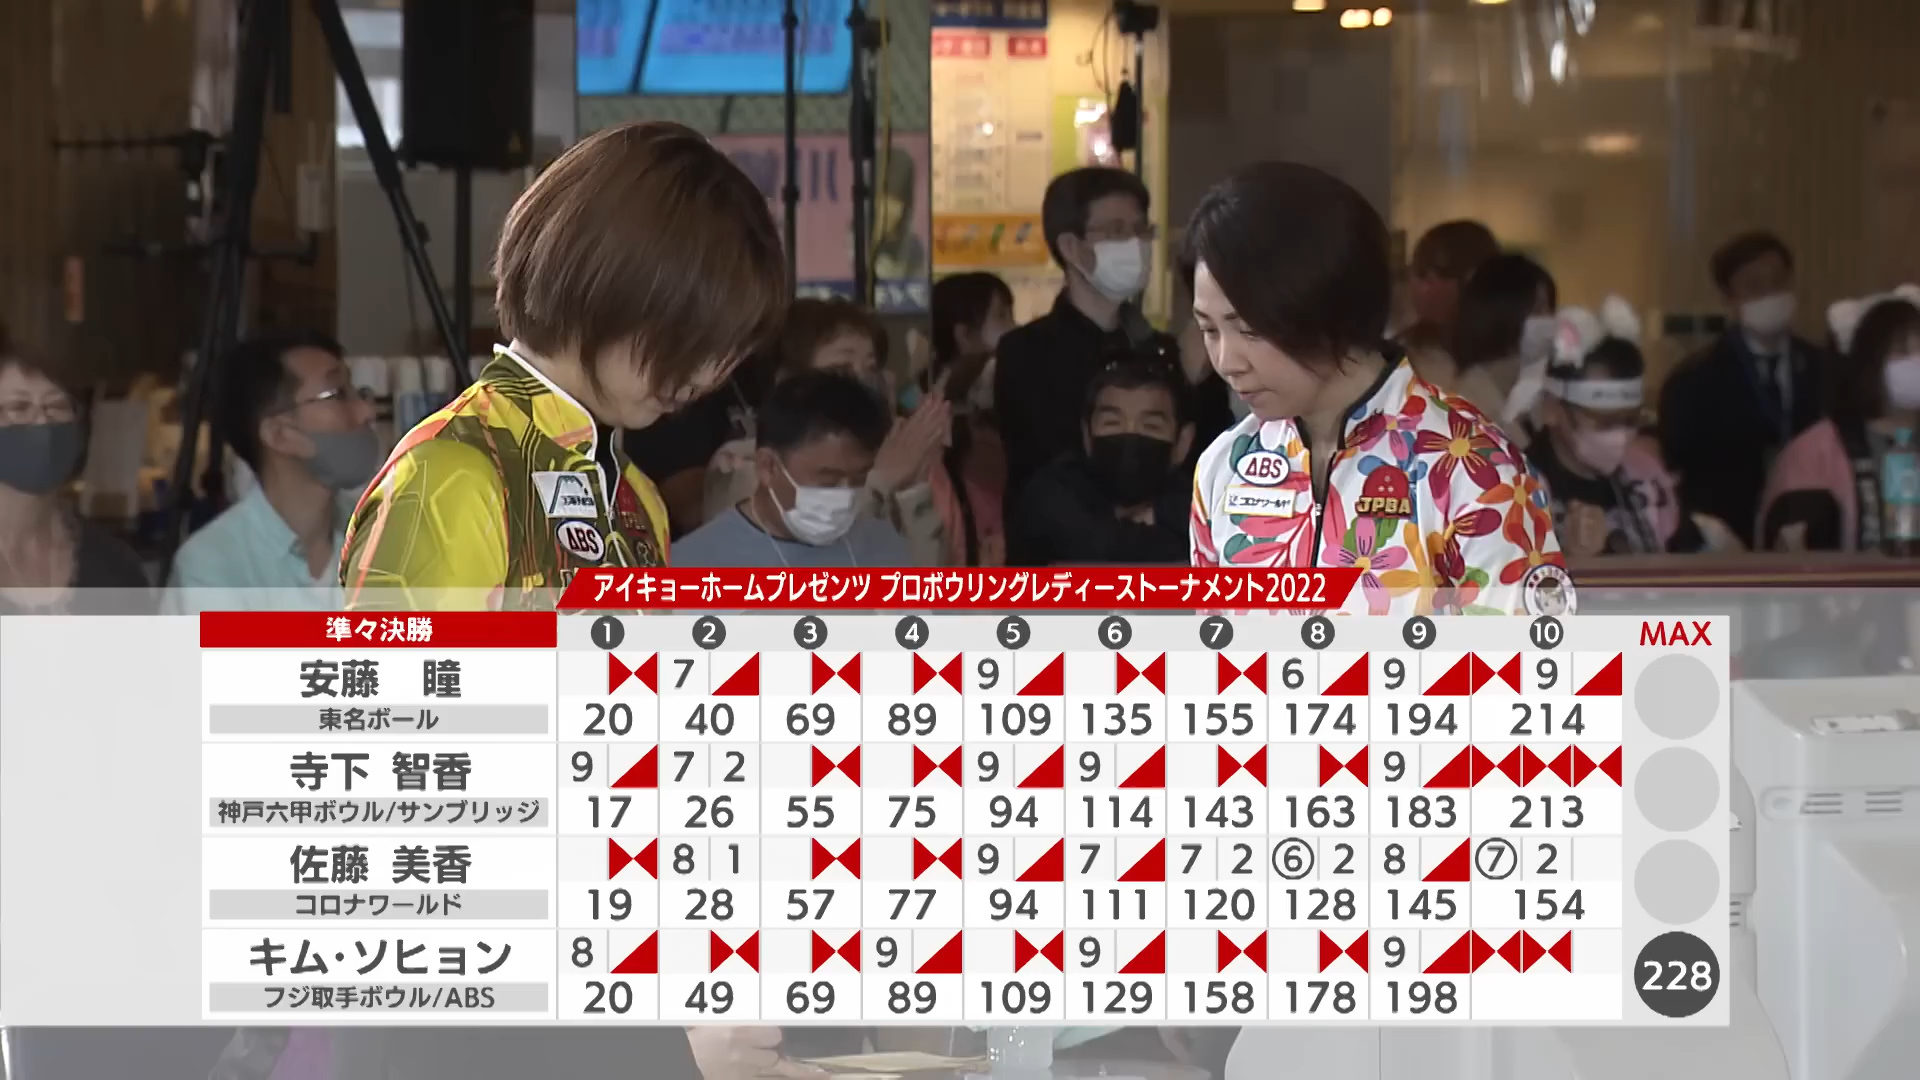 ABS
コロナワールド
JPBA
ABS
アイキョーホームプレゼンツ プロボウリングレディーストーナメント2022
準々決勝 1 2 3 4 5 6 7 8 9 10 MAX
安藤 瞳 7 9 6 9 9
東名ボール 20 40 69 89 109 135 155 174 194 214
寺下 智香 9 7 2 9 9 9
神戸六甲ボウル/サンブリッジ 17 26 55 75 94 114 143 163 183 213
佐藤 美香 8 1 9 7 7 2 ⑥ 2 8 ⑦ 2
コロナワールド 19 28 57 77 94 111 120 128 145 154
キム・ソヒョン 8 9 9 9
フジ取手ボウル/ABS 20 49 69 89 109 129 158 178 198 228